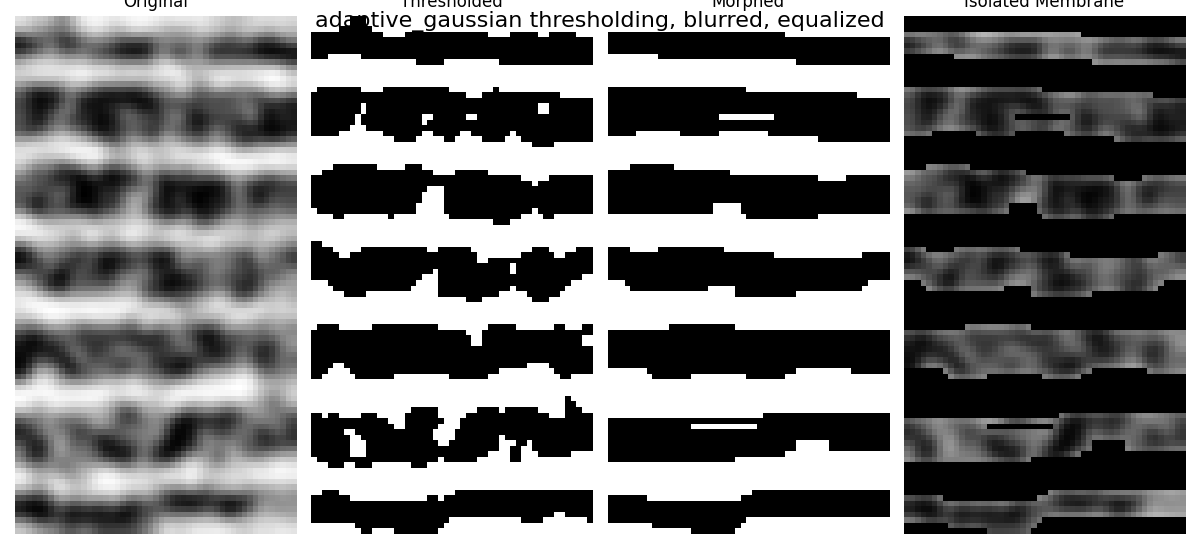 Original
Thresholded
Morphed
Isolated Membrane
adaptive_gaussian thresholding, blurred, equalized